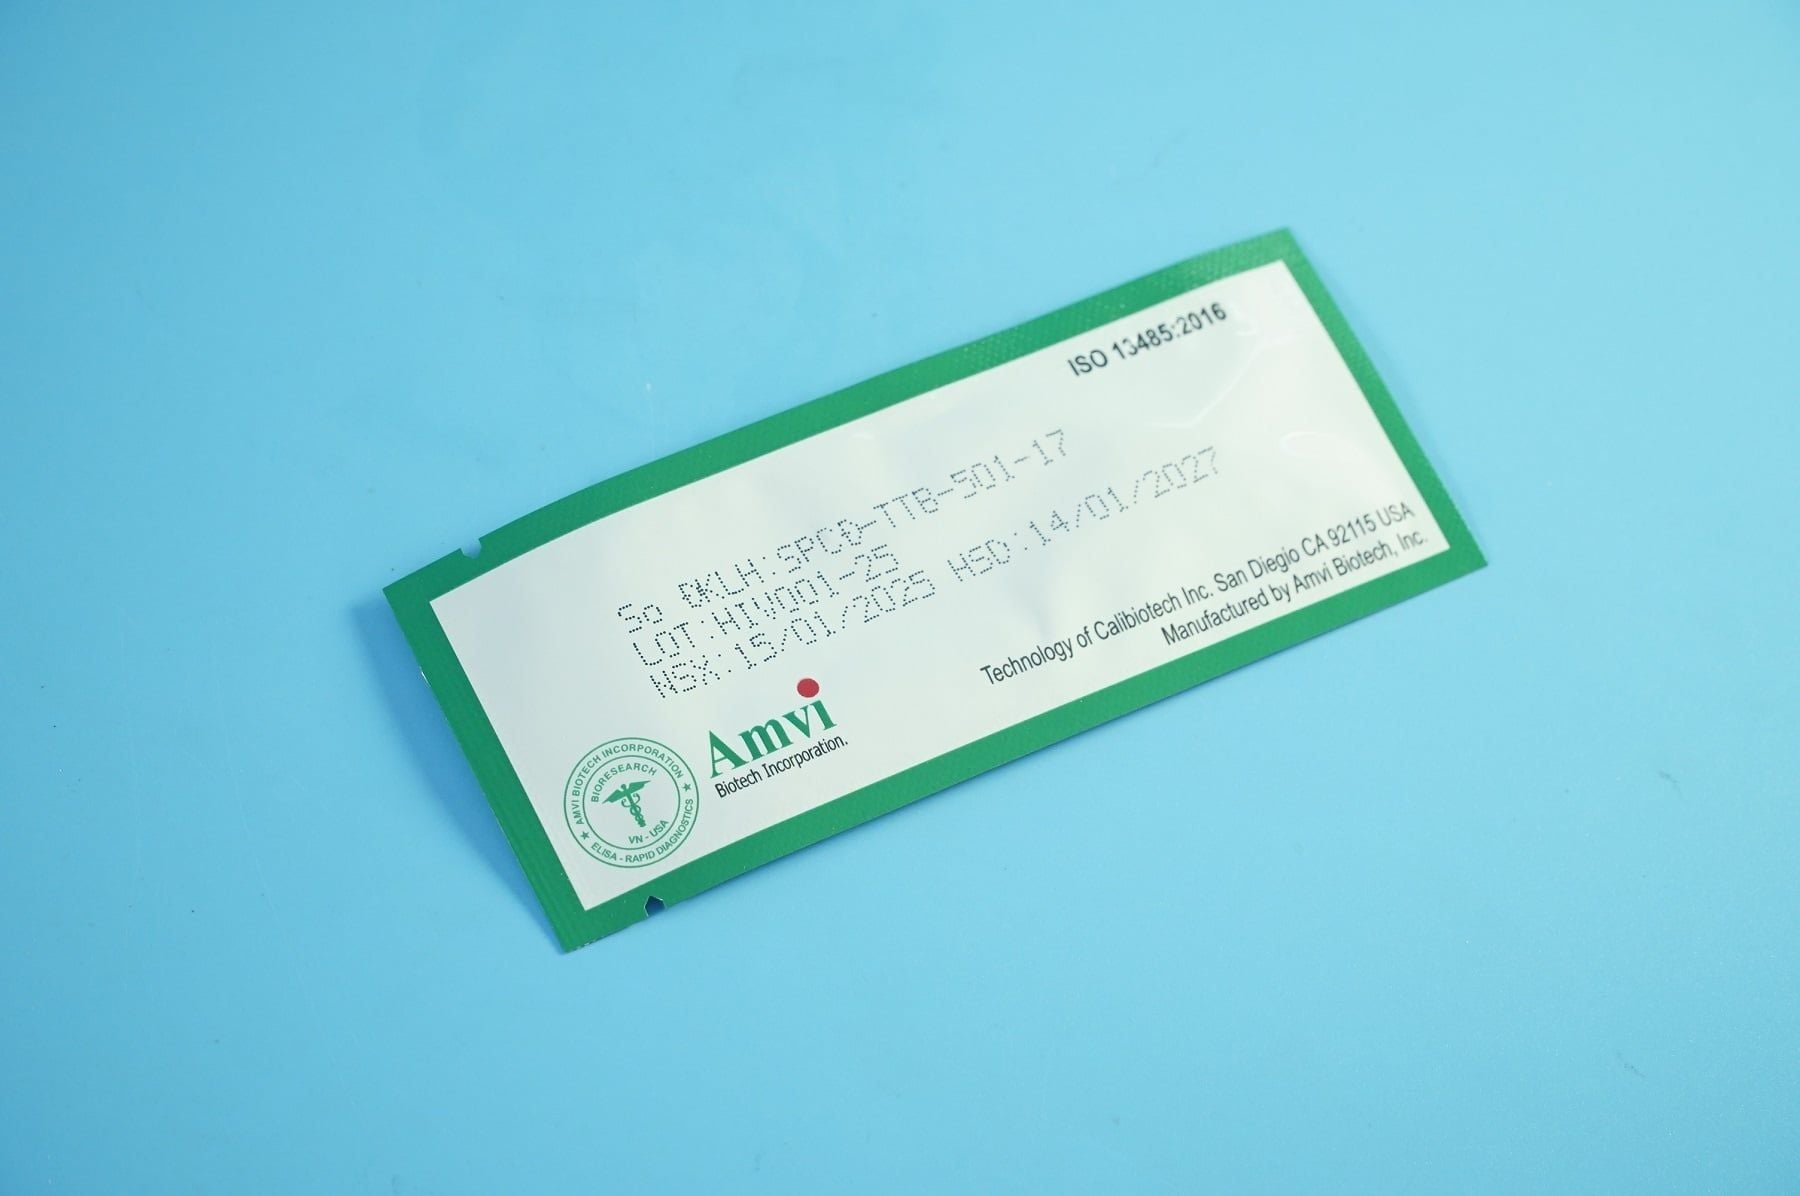 ISO 13485:2016
So ĐKLH:SPCĐ-TTB-501-17
LOT:HIV001-25
NSX:15/01/2025 HSD:14/01/2027
Technology of Calibiotech Inc. San Diegio CA 92115 USA
Manufactured by Amvi Biotech, Inc.
Amvi
Biotech Incorporation.
AMVI BIOTECH INCORPORATION
BIORESEARCH
VN - USA
ELISA - RAPID DIAGNOSTICS